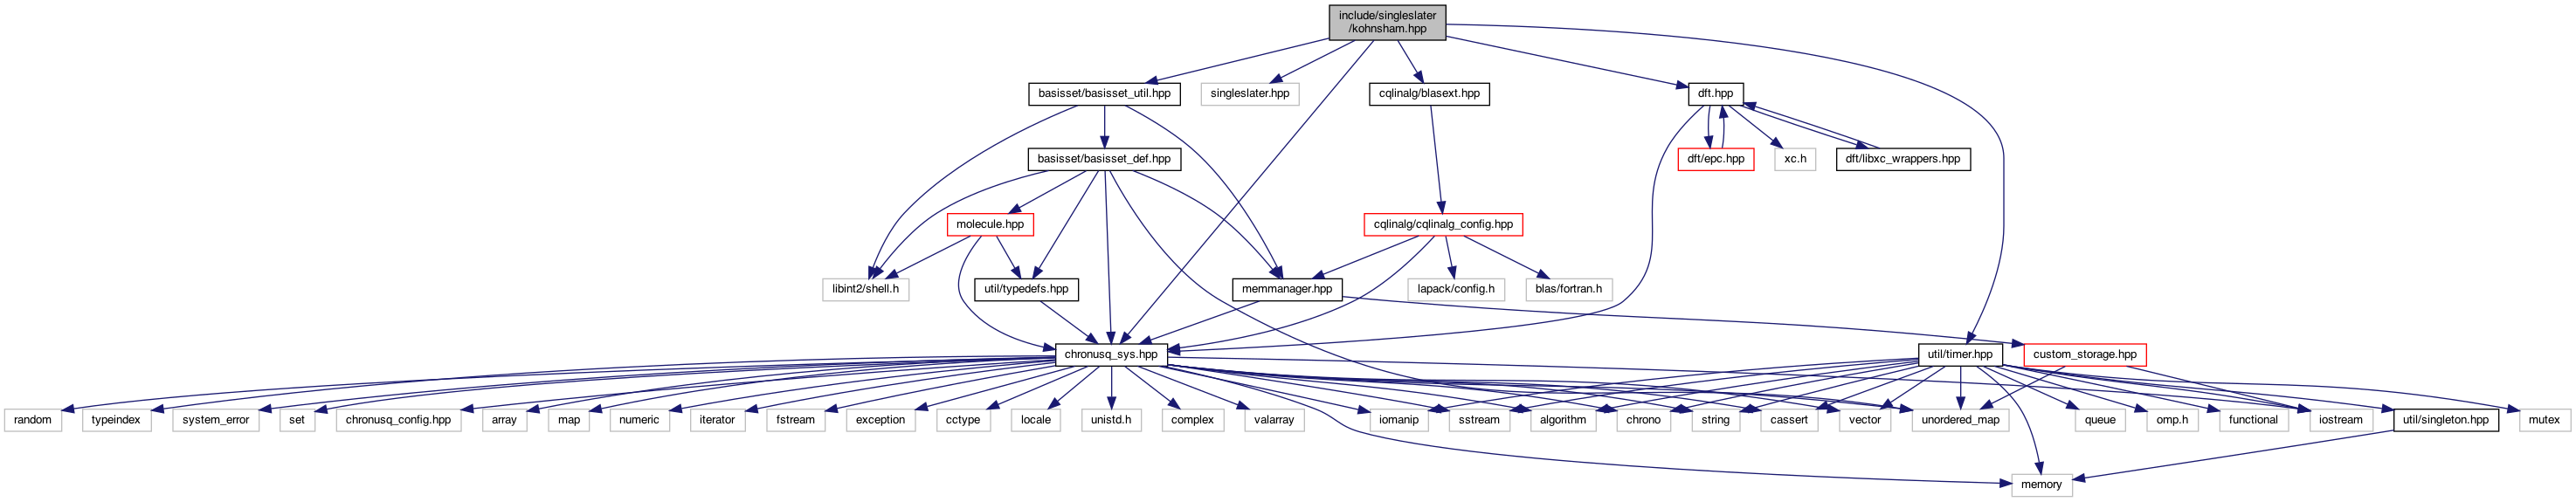 include/singleslater
/kohnsham.hpp
basisset/basisset_util.hpp
singleslater.hpp
cqlinalg/blasext.hpp
dft.hpp
basisset/basisset_def.hpp
dft/epc.hpp
xc.h
dft/libxc_wrappers.hpp
molecule.hpp
cqlinalg/cqlinalg_config.hpp
libint2/shell.h
util/typedefs.hpp
memmanager.hpp
lapack/config.h
blas/fortran.h
chronusq_sys.hpp
util/timer.hpp
custom_storage.hpp
random
typeindex
system_error
set
chronusq_config.hpp
array
map
numeric
iterator
fstream
exception
cctype
locale
unistd.h
complex
valarray
iomanip
sstream
algorithm
chrono
string
cassert
vector
unordered_map
queue
omp.h
functional
iostream
util/singleton.hpp
mutex
memory